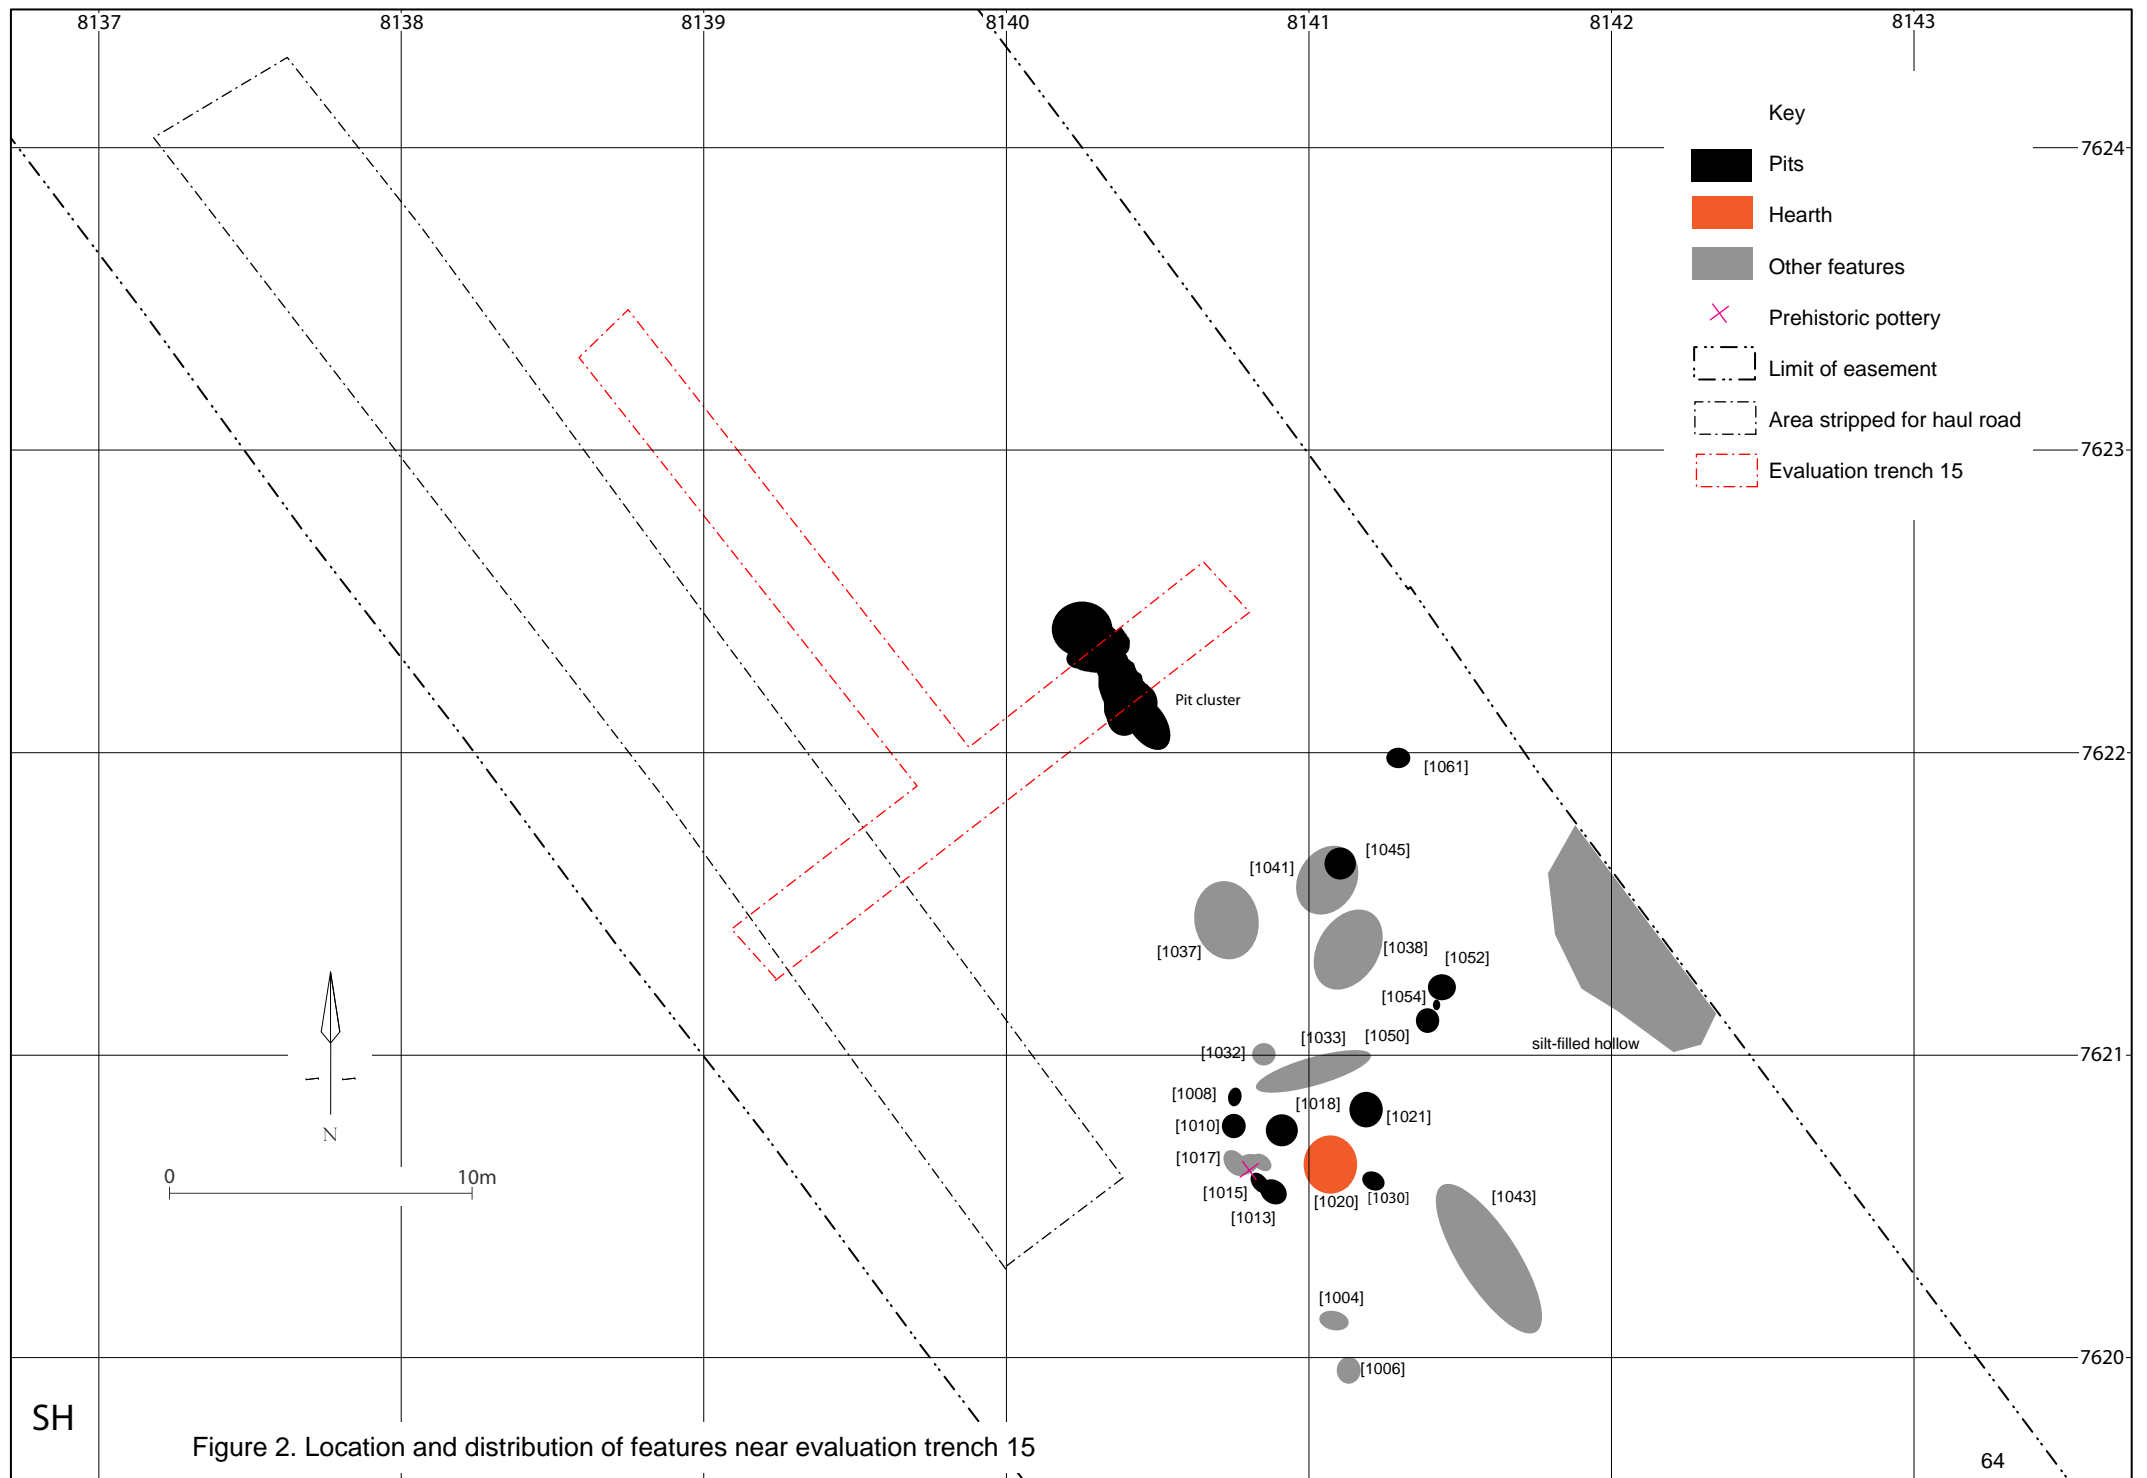 8137 8138 8139 8140 8141 8142 8143
Key
Pits
Hearth
Other features
Prehistoric pottery
Limit of easement
Area stripped for haul road
Evaluation trench 15
7624
7623
7622
7621
7620
Pit cluster
[1061]
[1045]
[1041]
[1037]
[1038]
[1052]
[1054]
[1050]
[1033]
[1032]
silt-filled hollow
[1008]
[1018]
[1021]
[1010]
[1017]
[1015]
[1013]
[1020]
[1030]
[1043]
[1004]
[1006]
N
0 10m
SH
Figure 2. Location and distribution of features near evaluation trench 15
64